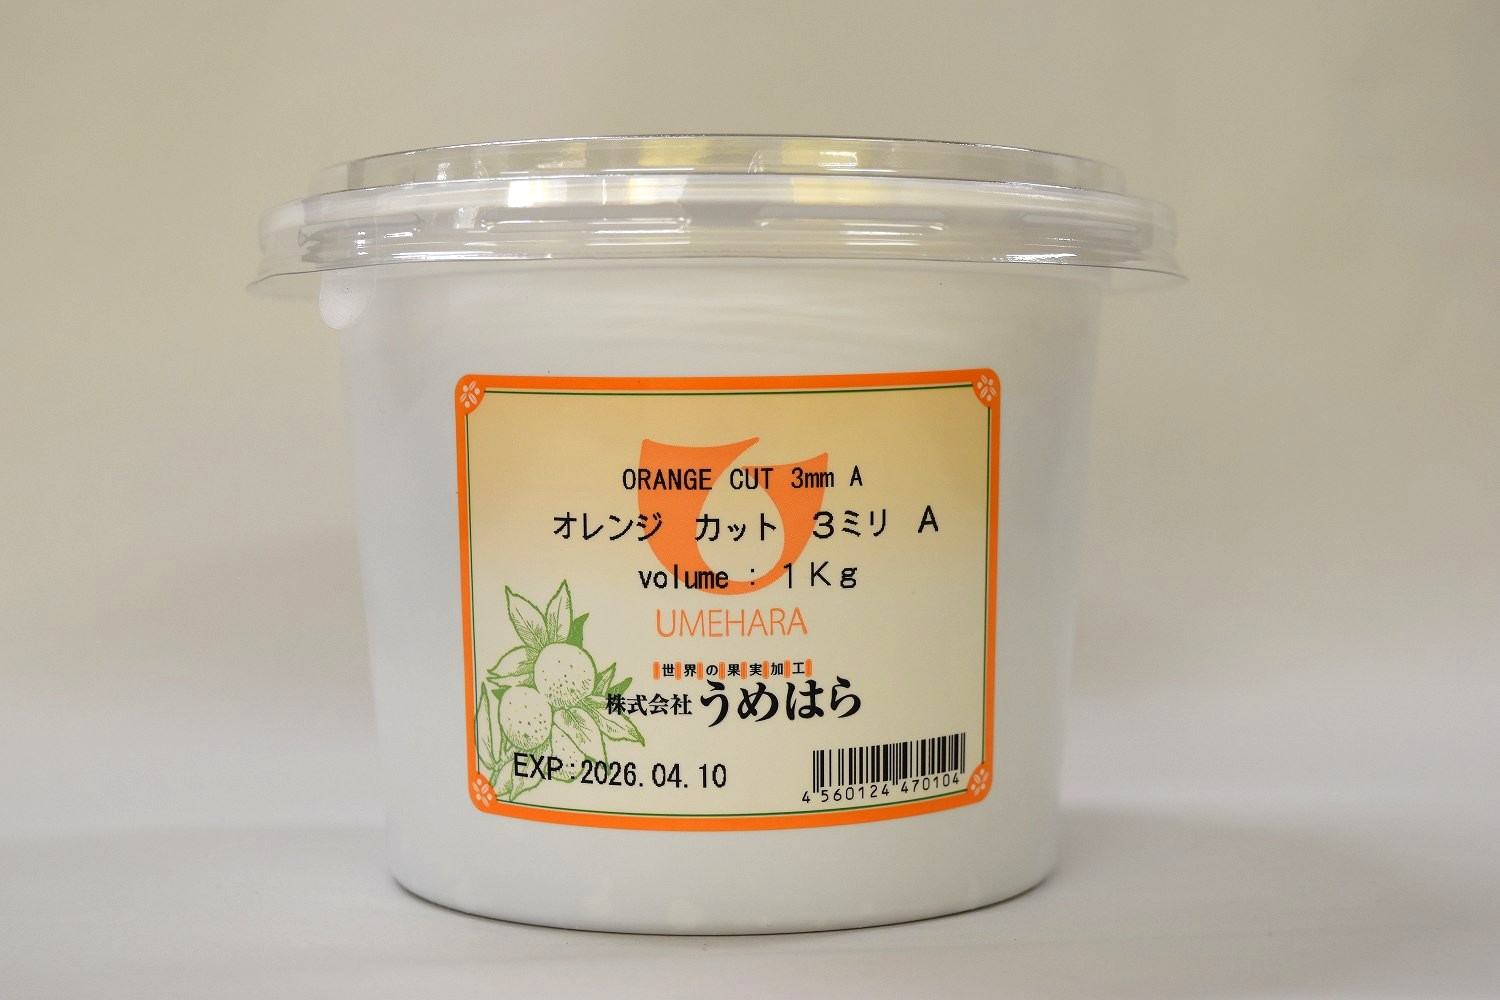 ORANGE CUT 3mm A
オレンジ カット 3ミリ A
volume : 1Kg
UMEHARA
世界の果実加工
株式会社 うめはら
EXP:2026.04.10
4 560124 470104